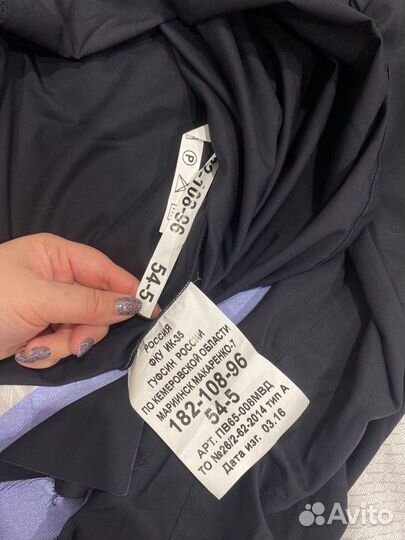 Р
82-108-96
54-5
РОССИЯ
ФКУ ИК-35
ГУФСИН РОССИИ
ПО КЕМЕРОВСКОЙ ОБЛАСТИ
МАРИИНСК МАКАРЕНКО-7
182-108-96
54-5
АРТ. ПВ65-008МВД
ТО №26/2-62-2014 ТИП А
Дата изг. 03.16
Avito